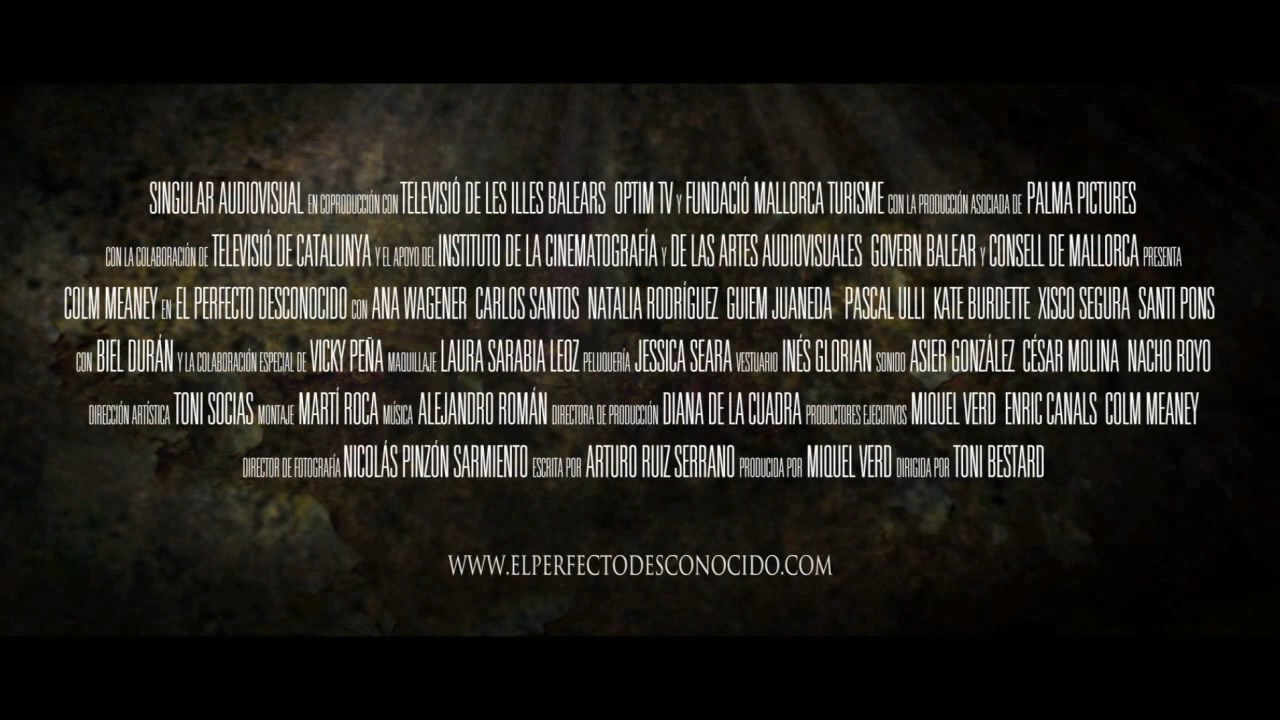 SINGULAR AUDIOVISUAL EN COPRODUCCIÓN CON TELEVISIÓ DE LES ILLES BALEARS OPTIM TV Y FUNDACIÓ MALLORCA TURISME CON LA PRODUCCIÓN ASOCIADA DE PALMA PICTURES
CON LA COLABORACIÓN DE TELEVISIÓ DE CATALUNYA Y EL APOYO DEL INSTITUTO DE LA CINEMATOGRAFÍA Y DE LAS ARTES AUDIOVISUALES GOVERN BALEAR Y CONSELL DE MALLORCA PRESENTA
COLM MEANEY EN EL PERFECTO DESCONOCIDO CON ANA WAGENER CARLOS SANTOS NATALIA RODRÍGUEZ GUIEM JUANEDA PASCAL ULLI KATE BURDETTE XISCO SEGURA SANTI PONS
CON BIEL DURÁN Y LA COLABORACIÓN ESPECIAL DE VICKY PEÑA MAQUILLAJE LAURA SARABIA LEOZ PELUQUERÍA JESSICA SEARA VESTUARIO INÉS GLORIAN SONIDO ASIER GONZÁLEZ CÉSAR MOLINA NACHO ROYO
DIRECCIÓN ARTÍSTICA TONI SOCIAS MONTAJE MARTÍ ROCA MÚSICA ALEJANDRO ROMÁN DIRECTORA DE PRODUCCIÓN DIANA DE LA CUADRA PRODUCTORES EJECUTIVOS MIQUEL VERD ENRIC CANALS COLM MEANEY
DIRECTOR DE FOTOGRAFÍA NICOLÁS PINZÓN SARMIENTO ESCRITA POR ARTURO RUIZ SERRANO PRODUCIDA POR MIQUEL VERD DIRIGIDA POR TONI BESTARD
WWW.ELPERFECTODESCONOCIDO.COM